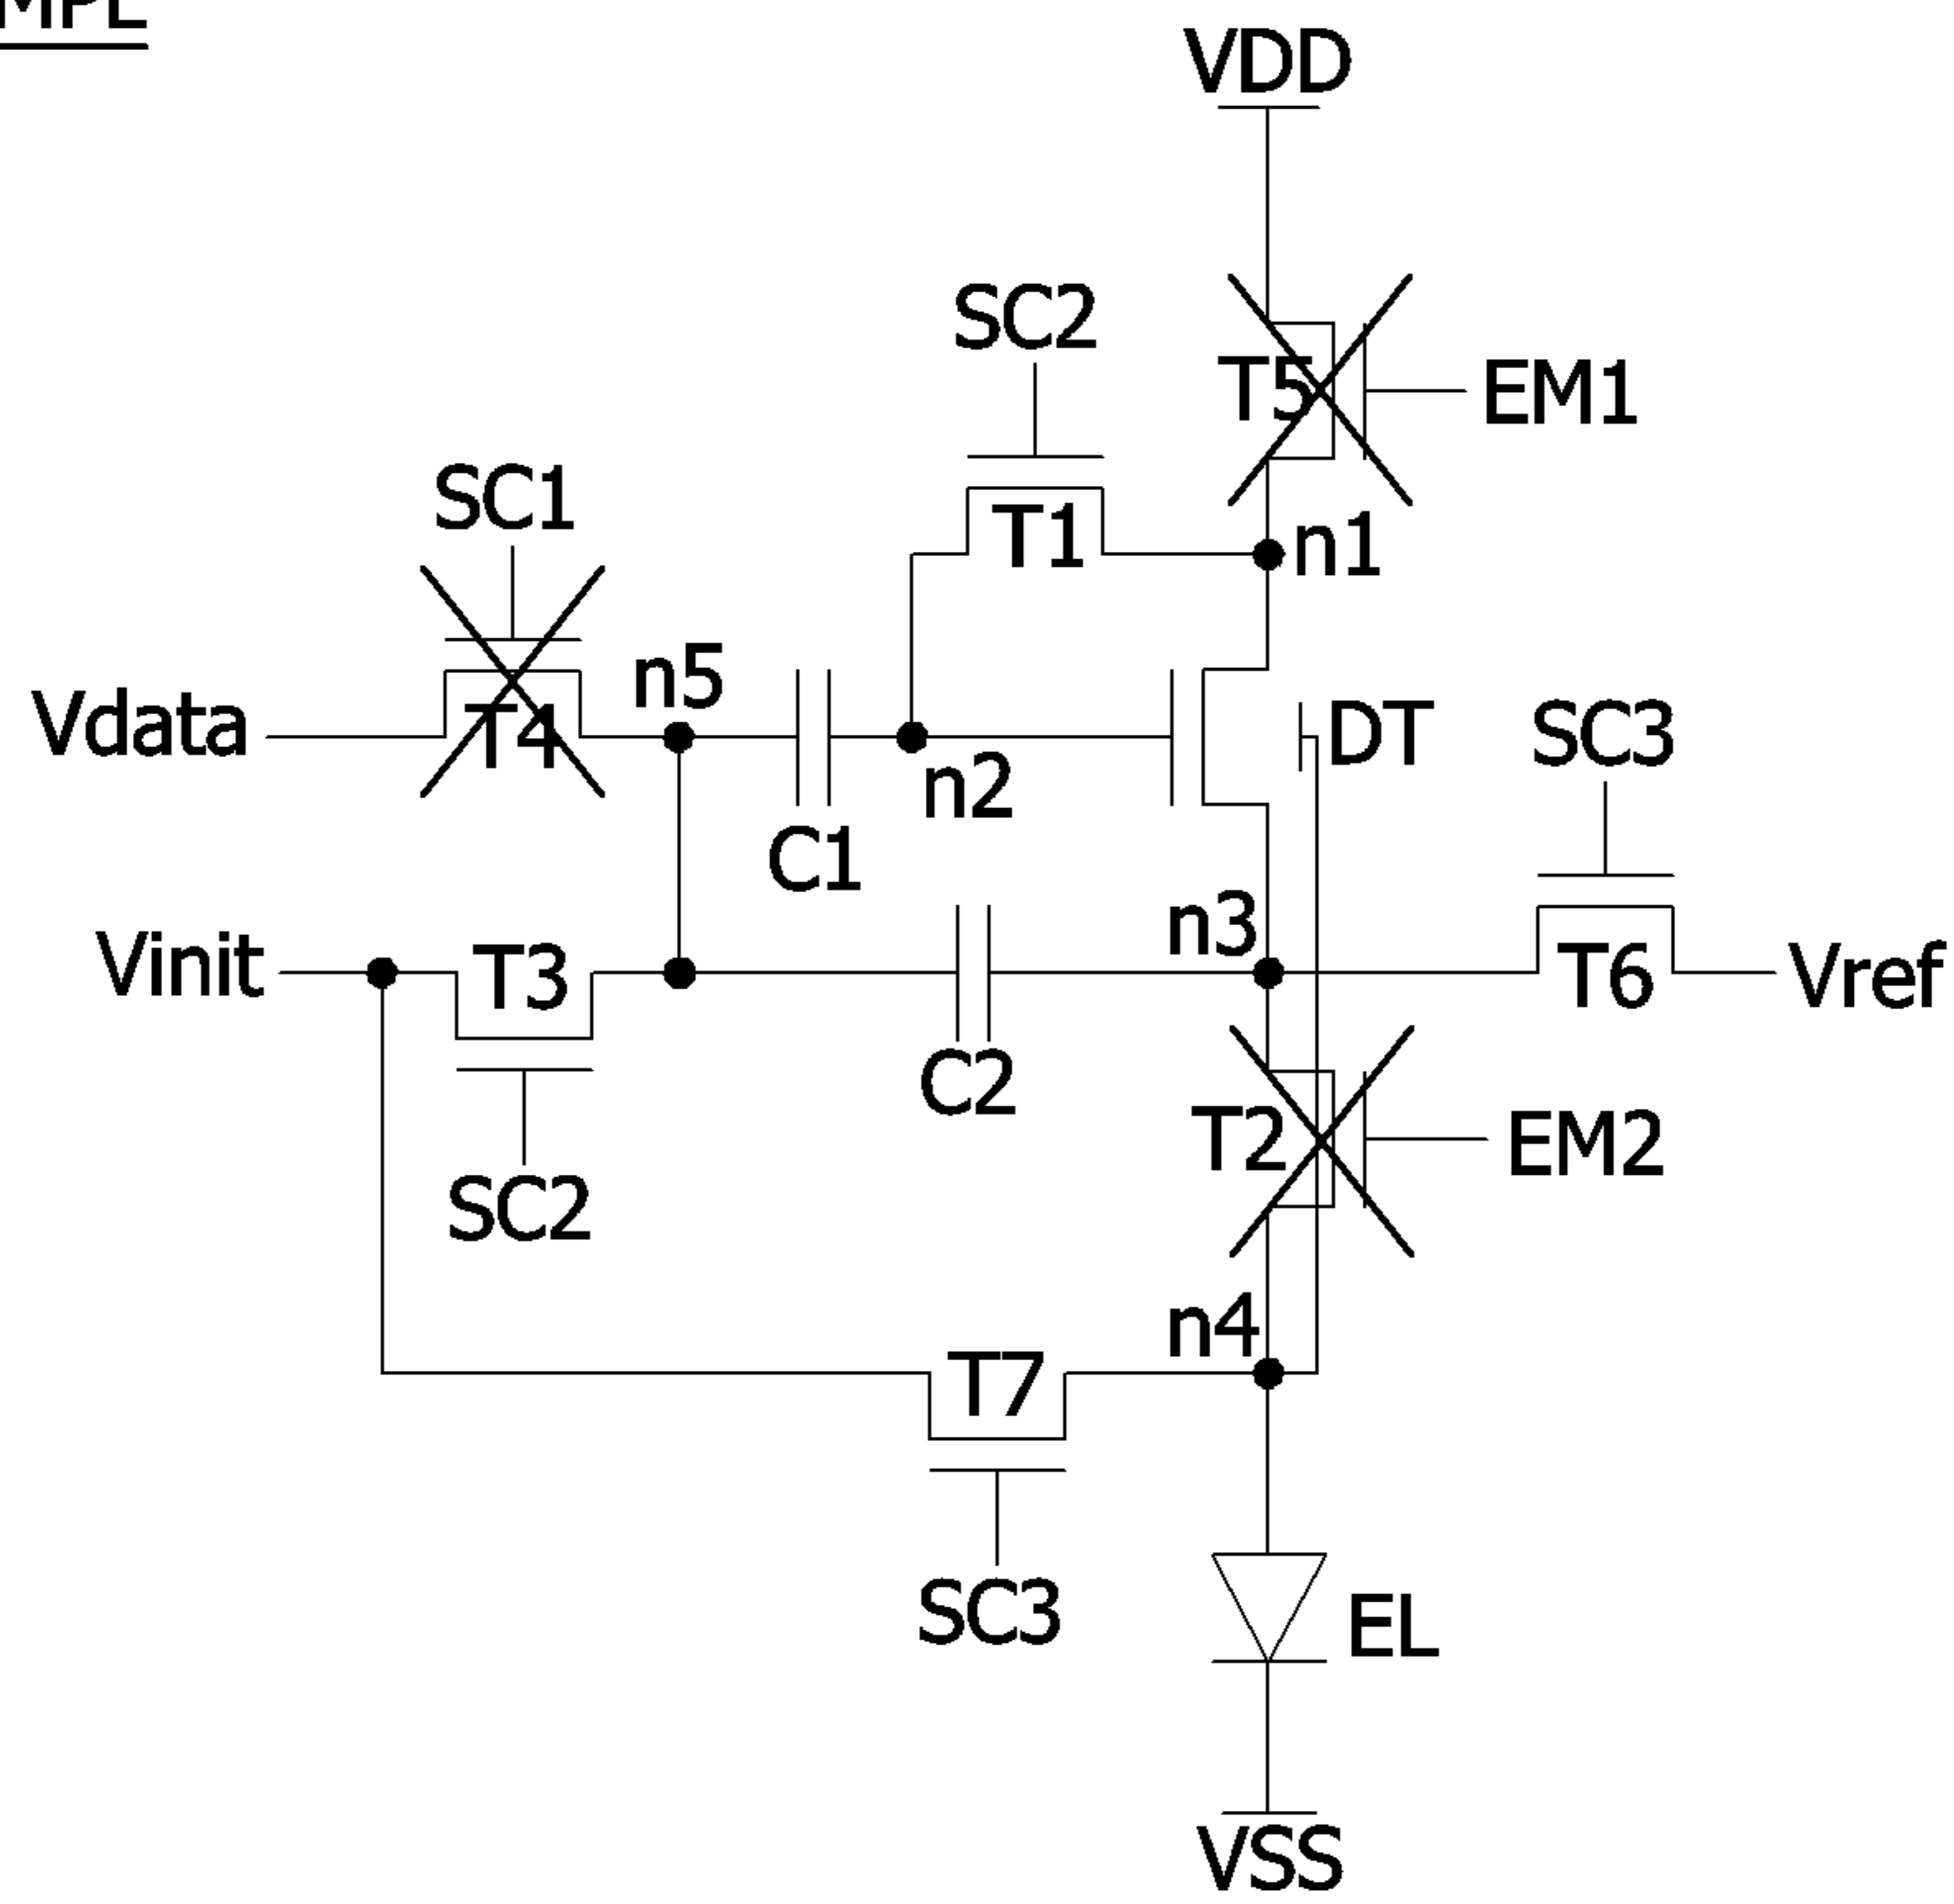 MPL
VDD
SC2
T5
EM1
SC1
T1
n1
n5
Vdata
T4
DT
SC3
n2
C1
n3
Vinit
T3
T6
Vref
C2
T2
EM2
SC2
n4
T7
SC3
EL
VSS